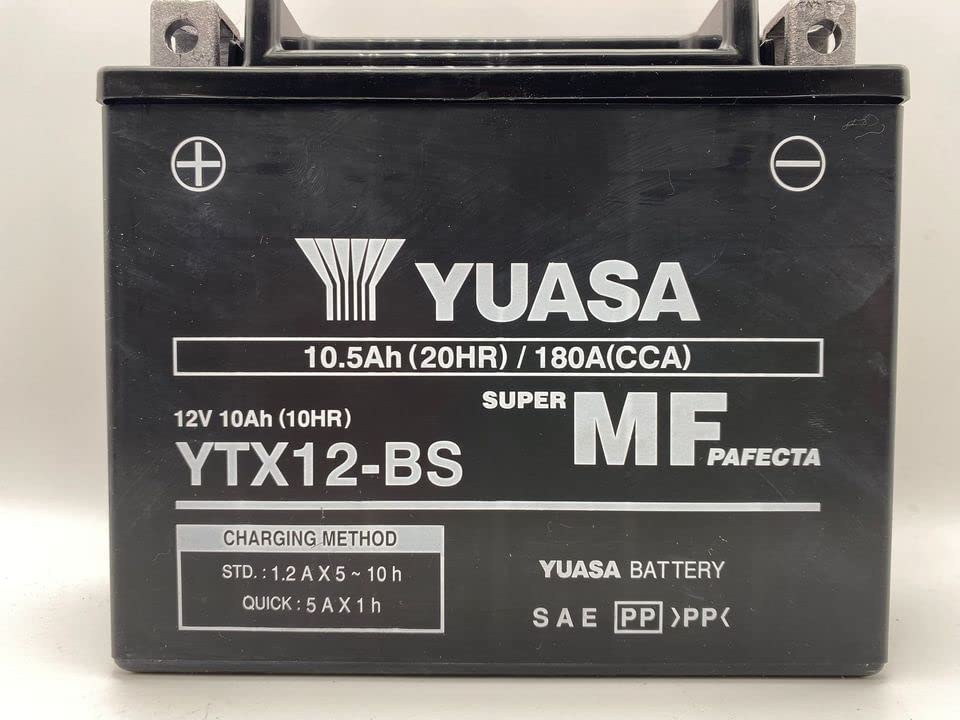 YUASA
10.5Ah (20HR) / 180A(CCA)
12V 10Ah (10HR)
YTX12-BS
SUPER MF PAFECTA
CHARGING METHOD
STD. : 1.2 A X 5 ~ 10 h
QUICK : 5 A X 1 h
YUASA BATTERY
S A E PP >PP<